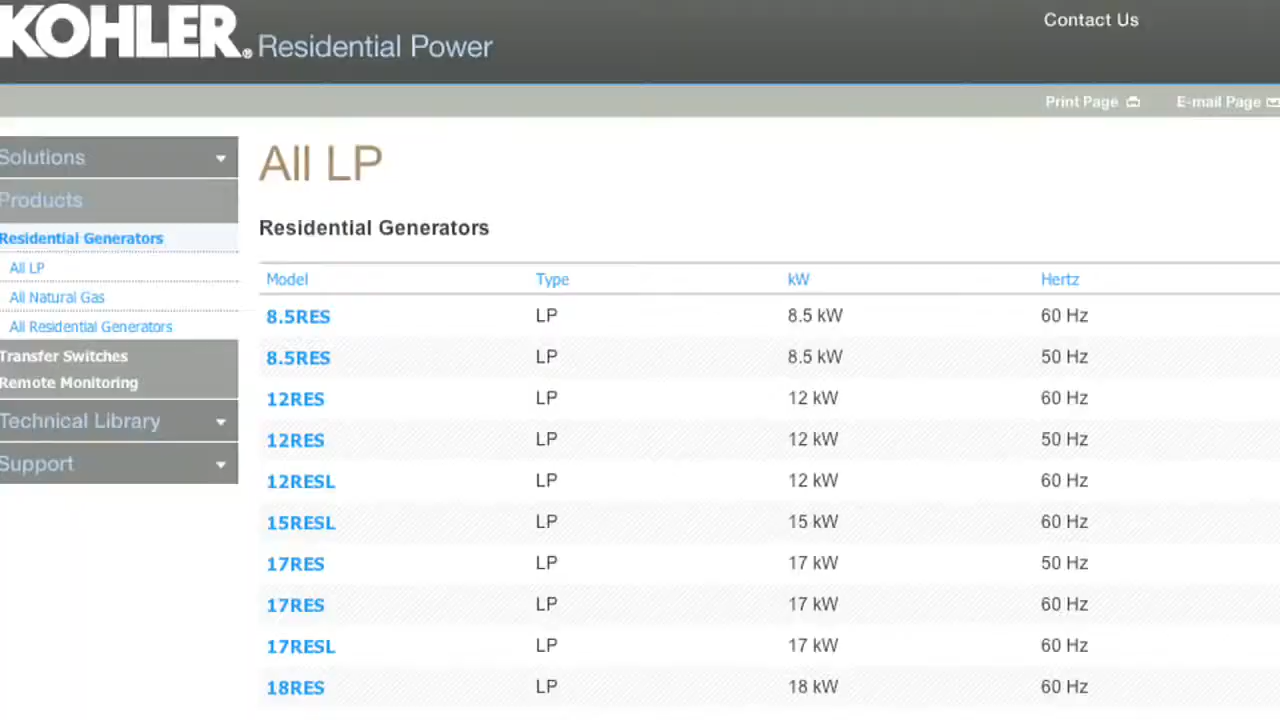 KOHLER® Residential Power
Contact Us
Print Page
E-mail Page
Solutions
Products
Residential Generators
All LP
All Natural Gas
All Residential Generators
Transfer Switches
Remote Monitoring
Technical Library
Support
All LP
Residential Generators
Model Type kW Hertz
8.5RES LP 8.5 kW 60 Hz
8.5RES LP 8.5 kW 50 Hz
12RES LP 12 kW 60 Hz
12RES LP 12 kW 50 Hz
12RESL LP 12 kW 60 Hz
15RESL LP 15 kW 60 Hz
17RES LP 17 kW 50 Hz
17RES LP 17 kW 60 Hz
17RESL LP 17 kW 60 Hz
18RES LP 18 kW 60 Hz